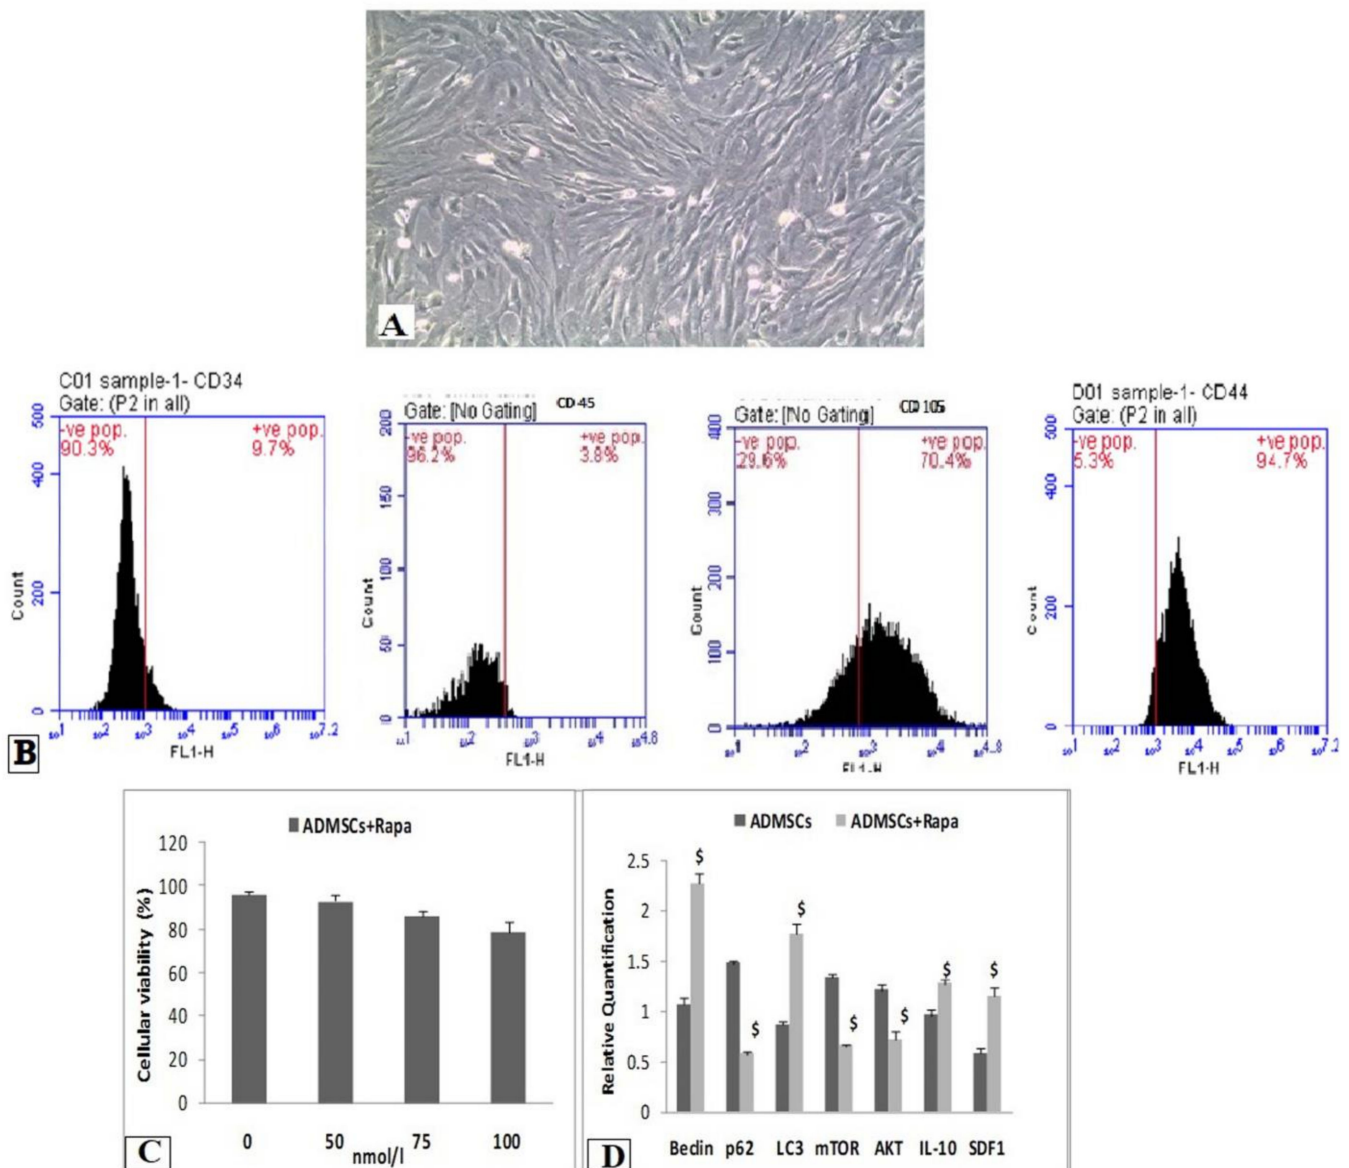 A
C01 sample-1- CD34
Gate: (P2 in all)
-ve pop.
90.3%
+ve pop.
9.7%
500
400
200
0
Count
FL1-H
Gate: [No Gating] CD 45
-ve pop.
96.2%
+ve pop.
3.8%
200
150
100
50
0
Count
FL1-H
Gate: [No Gating] CD 105
-ve pop.
29.6%
+ve pop.
70.4%
400
300
200
100
0
Count
FL1-H
D01 sample-1- CD44
Gate: (P2 in all)
-ve pop.
5.3%
+ve pop.
94.7%
500
400
200
0
Count
FL1-H
B
ADMSCs+Rapa
Cellular viability (%)
120
100
80
60
40
20
0
0 50 75 100
nmol/l
C
ADMSCs ADMSCs+Rapa
Relative Quantification
2.5
2
1.5
1
0.5
0
$ $ $ $ $ $ $
Beclin p62 LC3 mTOR AKT IL-10 SDF1
D